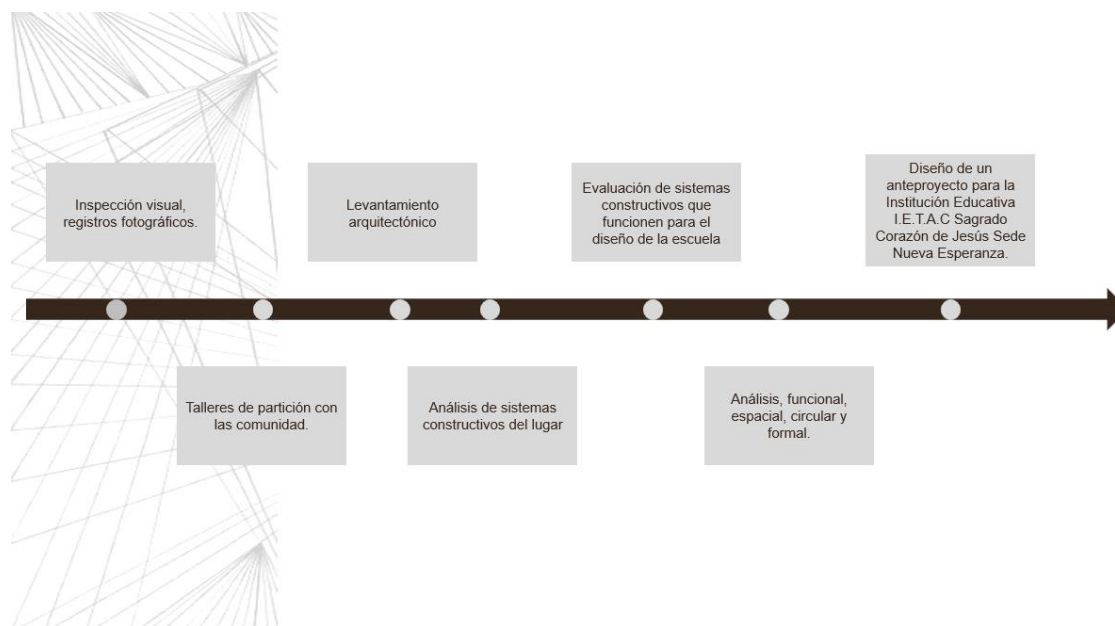 Inspección visual,
registros fotográficos.
Talleres de partición con
las comunidad.
Levantamiento
arquitectónico
Análisis de sistemas
constructivos del lugar
Evaluación de sistemas
constructivos que
funcionen para el
diseño de la escuela
Análisis, funcional,
espacial, circular y
formal.
Diseño de un
anteproyecto para la
Institución Educativa
I.E.T.A.C Sagrado
Corazón de Jesús Sede
Nueva Esperanza.